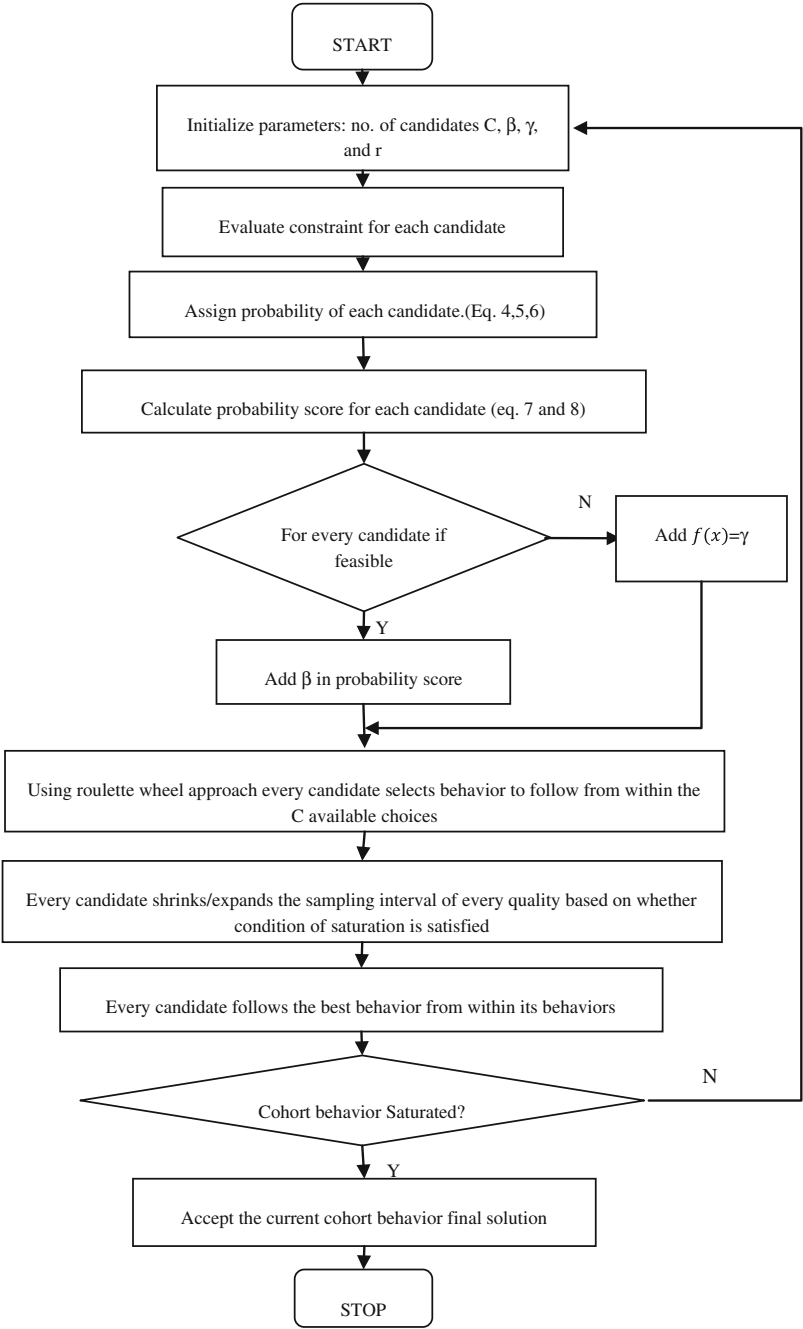 START
Initialize parameters: no. of candidates C, β, γ,
and r
Evaluate constraint for each candidate
Assign probability of each candidate.(Eq. 4,5,6)
Calculate probability score for each candidate (eq. 7 and 8)
For every candidate if
feasible
N
Add f(x)=γ
Y
Add β in probability score
Using roulette wheel approach every candidate selects behavior to follow from within the
C available choices
Every candidate shrinks/expands the sampling interval of every quality based on whether
condition of saturation is satisfied
Every candidate follows the best behavior from within its behaviors
Cohort behavior Saturated?
N
Y
Accept the current cohort behavior final solution
STOP